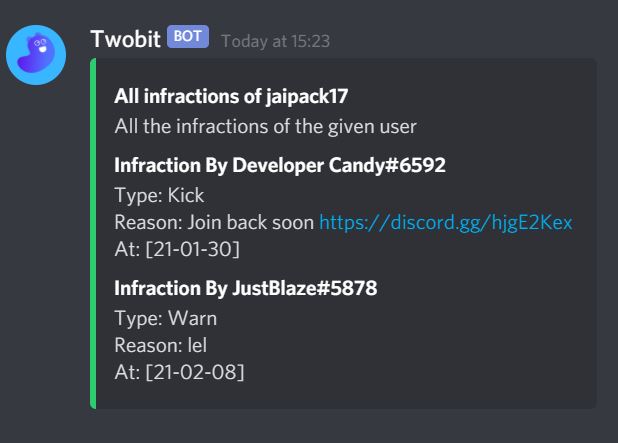 Twobit BOT Today at 15:23
All infractions of jaipack17
All the infractions of the given user
Infraction By Developer Candy#6592
Type: Kick
Reason: Join back soon https://discord.gg/hjgE2Kex
At: [21-01-30]
Infraction By JustBlaze#5878
Type: Warn
Reason: lel
At: [21-02-08]